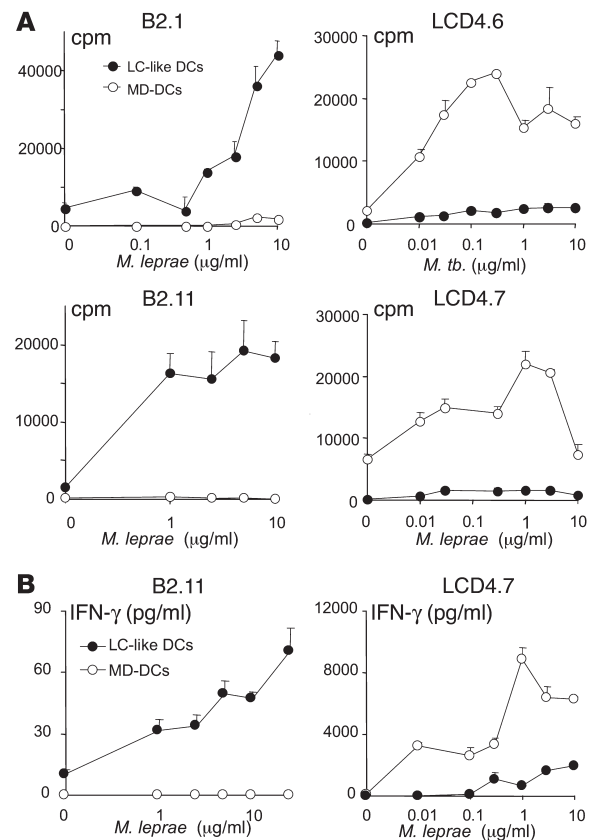 A
B2.1
cpm
LC-like DCs
MD-DCs
40000
20000
0
0 0.1 1 10
M. leprae (μg/ml)
LCD4.6
cpm
30000
20000
10000
0
0 0.01 0.1 1 10
M. tb. (μg/ml)
B2.11
cpm
20000
10000
0
0 1 10
M. leprae (μg/ml)
LCD4.7
cpm
30000
20000
10000
0
0 0.01 0.1 1 10
M. leprae (μg/ml)
B
B2.11
IFN-γ (pg/ml)
LC-like DCs
MD-DCs
90
60
30
0
0 1 10
M. leprae (μg/ml)
LCD4.7
IFN-γ (pg/ml)
12000
8000
4000
0
0 0.01 0.1 1 10
M. leprae (μg/ml)